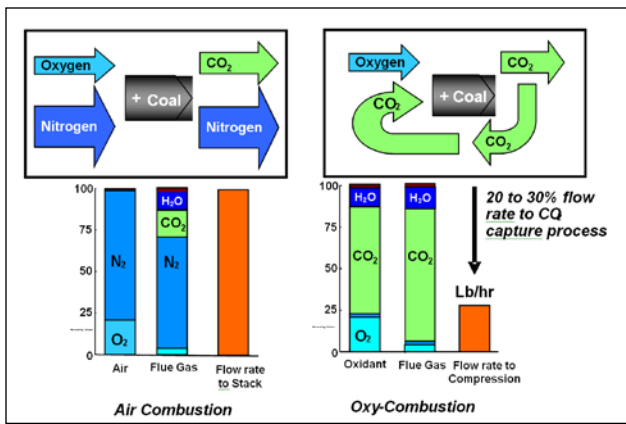 Oxygen
CO2
+ Coal
Nitrogen
Nitrogen
100
75
50
25
0
H2O
CO2
N2
N2
O2
Air
Flue Gas
Flow rate
to Stack
Air Combustion
Oxygen
CO2
+ Coal
CO2
CO2
100
75
50
25
0
H2O
H2O
CO2
CO2
O2
20 to 30% flow
rate to CO2
capture process
Lb/hr
Oxidant
Flue Gas
Flow rate to
Compression
Oxy-Combustion